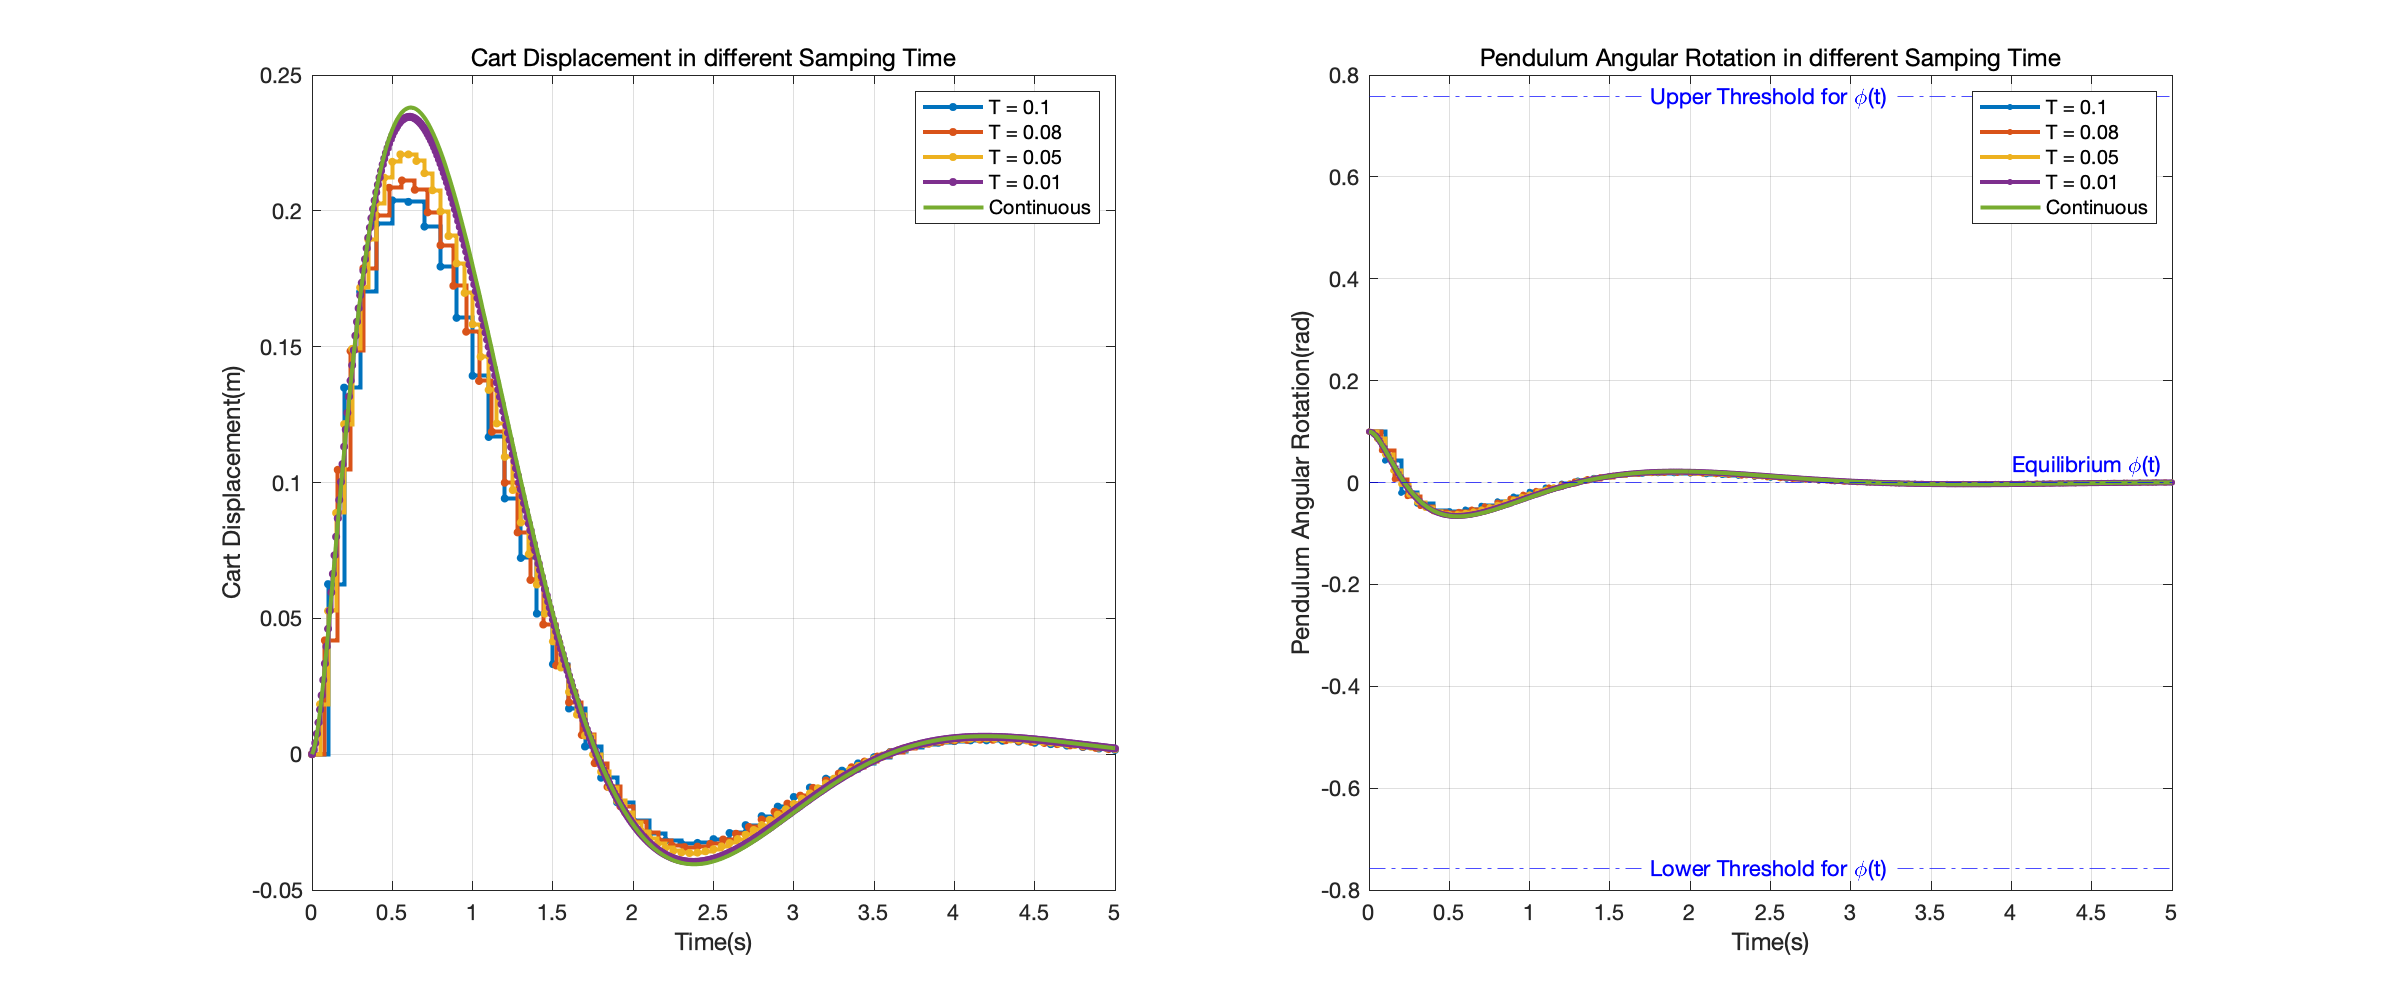 Cart Displacement in different Samping Time
0.25
0.2
0.15
0.1
0.05
0
-0.05
Cart Displacement(m)
T = 0.1
T = 0.08
T = 0.05
T = 0.01
Continuous
0 0.5 1 1.5 2 2.5 3 3.5 4 4.5 5
Time(s)
Pendulum Angular Rotation in different Samping Time
0.8
0.6
0.4
0.2
0
-0.2
-0.4
-0.6
-0.8
Pendulum Angular Rotation(rad)
Upper Threshold for ϕ(t)
T = 0.1
T = 0.08
T = 0.05
T = 0.01
Continuous
Equilibrium ϕ(t)
Lower Threshold for ϕ(t)
0 0.5 1 1.5 2 2.5 3 3.5 4 4.5 5
Time(s)